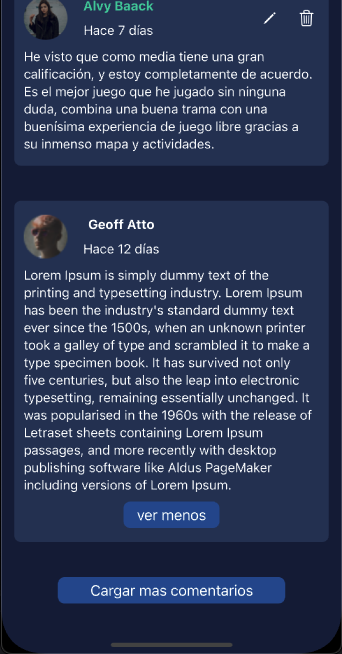 Alvy Baack
Hace 7 días
He visto que como media tiene una gran
calificación, y estoy completamente de acuerdo.
Es el mejor juego que he jugado sin ninguna
duda, combina una buena trama con una
buenísima experiencia de juego libre gracias a
su inmenso mapa y actividades.
Geoff Atto
Hace 12 días
Lorem Ipsum is simply dummy text of the
printing and typesetting industry. Lorem Ipsum
has been the industry's standard dummy text
ever since the 1500s, when an unknown printer
took a galley of type and scrambled it to make a
type specimen book. It has survived not only
five centuries, but also the leap into electronic
typesetting, remaining essentially unchanged. It
was popularised in the 1960s with the release of
Letraset sheets containing Lorem Ipsum
passages, and more recently with desktop
publishing software like Aldus PageMaker
including versions of Lorem Ipsum.
ver menos
Cargar mas comentarios